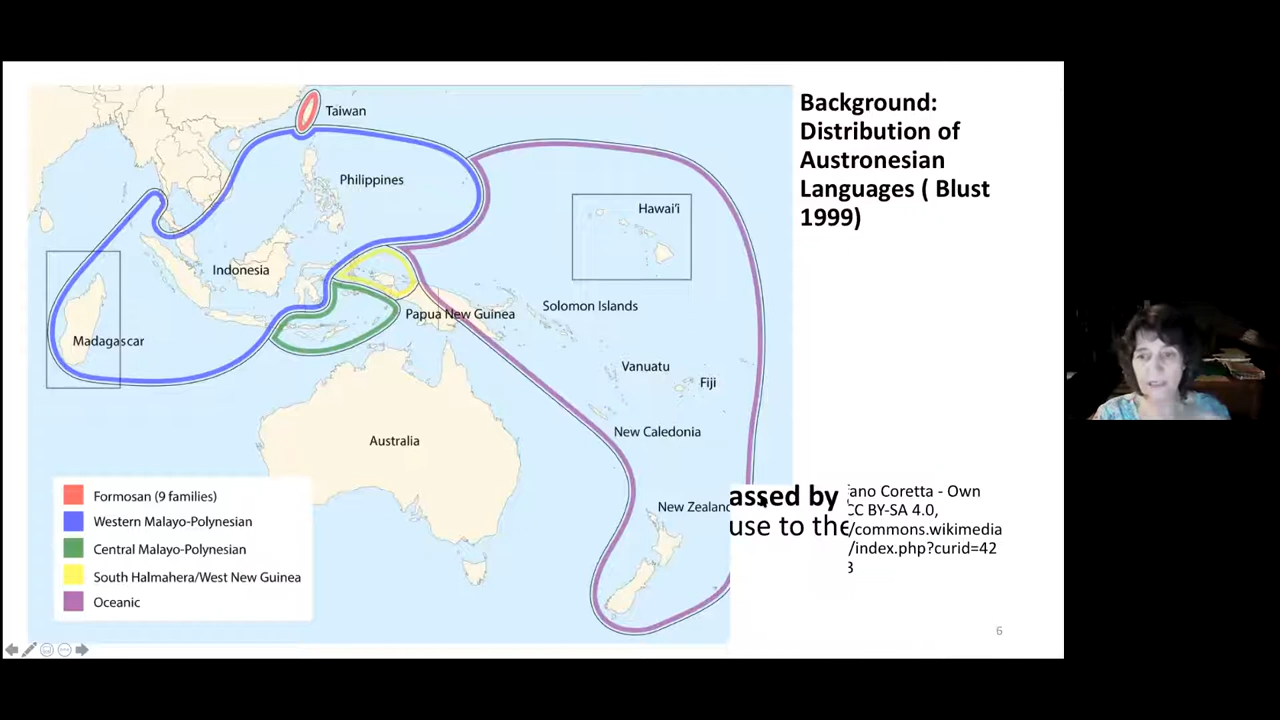 Background:
Distribution of
Austronesian
Languages ( Blust
1999)
Taiwan
Philippines
Hawai'i
Indonesia
Solomon Islands
Papua New Guinea
Madagascar
Vanuatu
Fiji
New Caledonia
Australia
New Zealand
Formosan (9 families)
Western Malayo-Polynesian
Central Malayo-Polynesian
South Halmahera/West New Guinea
Oceanic
assed by
use to the
ano Coretta - Own
CC BY-SA 4.0,
/commons.wikimedia
/index.php?curid=42
3
6